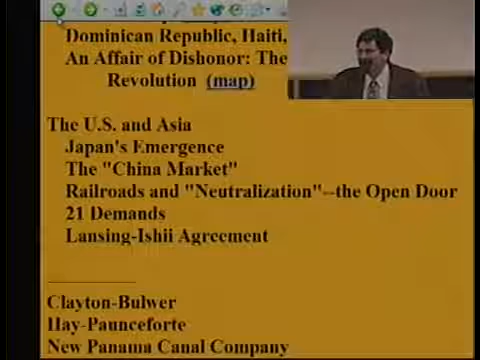 Dominican Republic, Haiti,
An Affair of Dishonor: The
Revolution (map)
The U.S. and Asia
Japan's Emergence
The "China Market"
Railroads and "Neutralization"--the Open Door
21 Demands
Lansing-Ishii Agreement
Clayton-Bulwer
Hay-Paunceforte
New Panama Canal Company